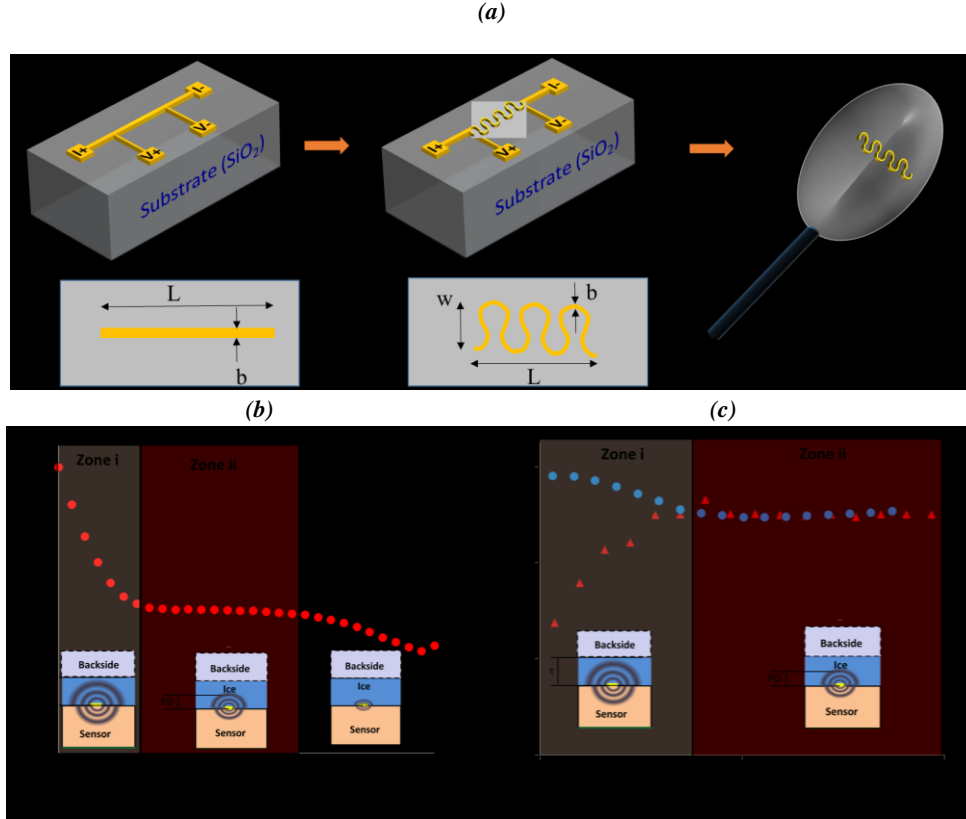 (a)
I+
V+
V-
I-
Substrate (SiO2)
I+
V+
V-
I-
Substrate (SiO2)
L
b
w
b
L
(b)
(c)
Zone i
Zone ii
Backside
Sensor
Backside
Ice
PD
Sensor
Backside
Ice
Sensor
Zone i
Zone ii
Backside
τ
Sensor
Backside
Ice
PD
Sensor